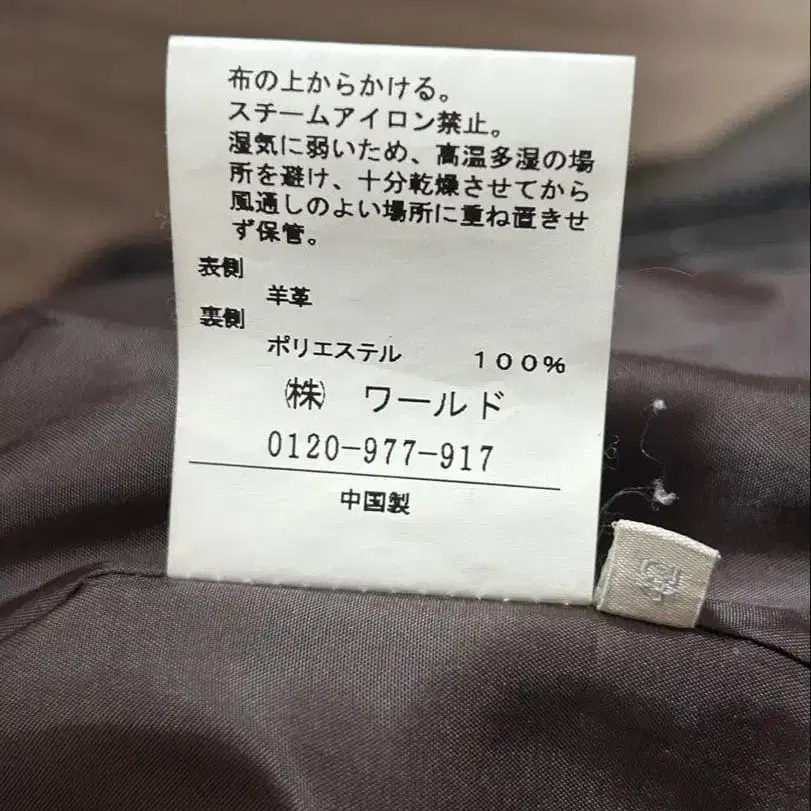 布の上からかける。
スチームアイロン禁止。
湿気に弱いため、高温多湿の場
所を避け、十分乾燥させてから
風通しのよい場所に重ね置きせ
ず保管。
表側
羊革
裏側
ポリエステル 100%
㈱ ワールド
0120-977-917
中国製